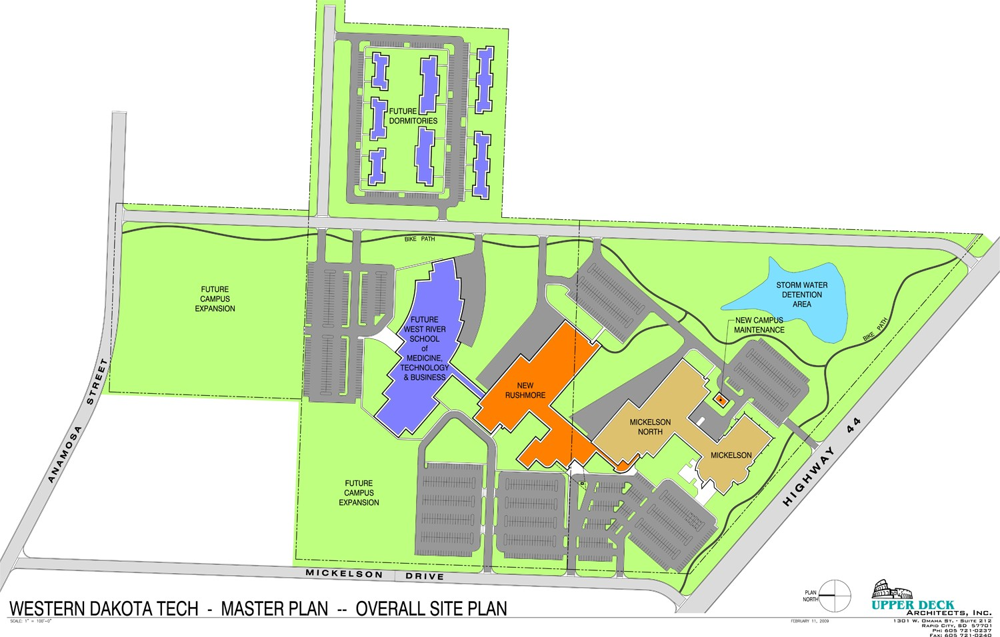 FUTURE
DORMITORIES
BIKE PATH
FUTURE
CAMPUS
EXPANSION
STORM WATER
DETENTION
AREA
NEW CAMPUS
MAINTENANCE
BIKE PATH
FUTURE
WEST RIVER
SCHOOL
of
MEDICINE,
TECHNOLOGY
& BUSINESS
NEW
RUSHMORE
MICKELSON
NORTH
MICKELSON
ANAMOSA STREET
HIGHWAY 44
FUTURE
CAMPUS
EXPANSION
MICKELSON DRIVE
PLAN
NORTH
WESTERN DAKOTA TECH - MASTER PLAN -- OVERALL SITE PLAN
SCALE: 1" = 100'-0"
FEBRUARY 11, 2009
UPPER DECK
ARCHITECTS, INC.
1301 W. OMAHA ST. - SUITE 212
RAPID CITY, SD 57701
PH: 605 721-0237
FAX: 605 721-0240